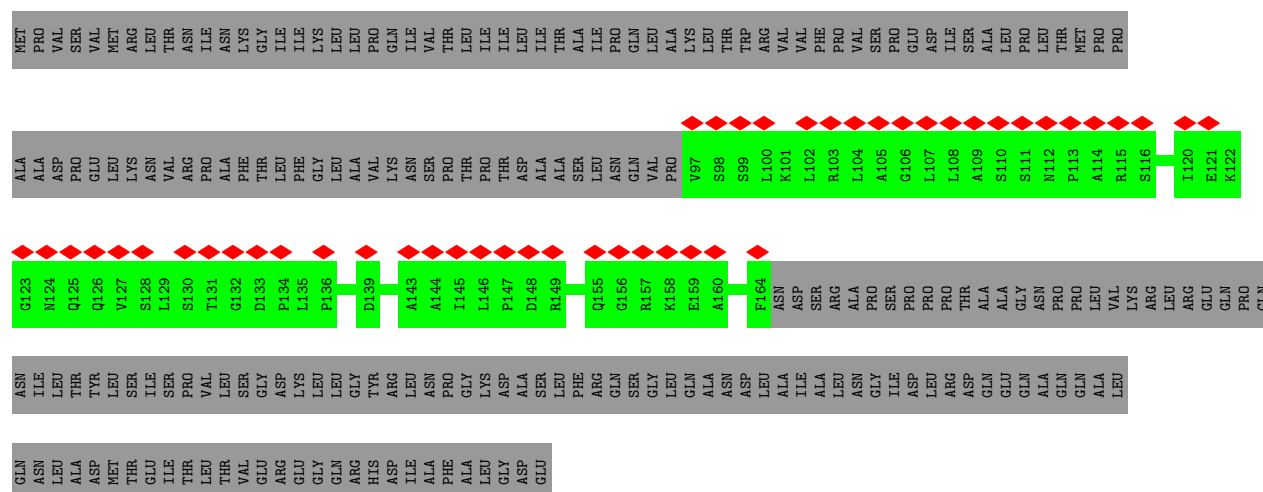 MET PRO VAL SER VAL MET ARG LEU THR ASN ILE ASN LYS GLY ILE ILE LYS LEU LEU PRO GLN ILE VAL THR LEU ILE ILE LEU ILE THR ALA ILE PRO GLN LEU ALA LYS LEU THR TRP ARG VAL VAL PHE PRO VAL SER PRO GLU ASP ILE SER ALA LEU PRO LEU THR MET PRO PRO
ALA ALA ASP PRO GLU LEU LYS ASN VAL ARG PRO ALA PHE THR LEU PHE GLY LEU ALA VAL LYS ASN SER PRO THR PRO THR ASP ALA ALA SER LEU ASN GLN VAL PRO V97 S98 S99 L100 K101 L102 R103 L104 A105 G106 L107 L108 A109 S110 S111 N112 P113 A114 R115 S116 I120 E121 K122
G123 N124 Q125 Q126 V127 S128 L129 S130 T131 G132 D133 P134 L135 P136 D139 A143 A144 I145 L146 P147 D148 R149 Q155 G156 R157 K158 E159 A160 F164 ASN ASP SER ARG ALA PRO SER PRO PRO PRO THR ALA ALA GLY ASN PRO PRO LEU VAL LYS ARG LEU ARG GLU GLN PRO GLN
ASN ILE LEU THR TYR LEU SER ILE SER PRO VAL LEU SER GLY ASP LYS LEU LEU GLY TYR ARG LEU ASN PRO GLY LYS ASP ALA SER LEU PHE ARG GLN SER GLY LEU GLN ALA ASN ASP LEU ALA ILE ALA LEU ASN GLY ILE ASP LEU ARG ASP GLN GLU GLN ALA GLN GLN ALA LEU
GLN ASN LEU ALA ASP MET THR GLU ILE THR LEU THR VAL GLU ARG GLU GLY GLN ARG HIS ASP ILE ALA PHE ALA LEU GLY ASP GLU